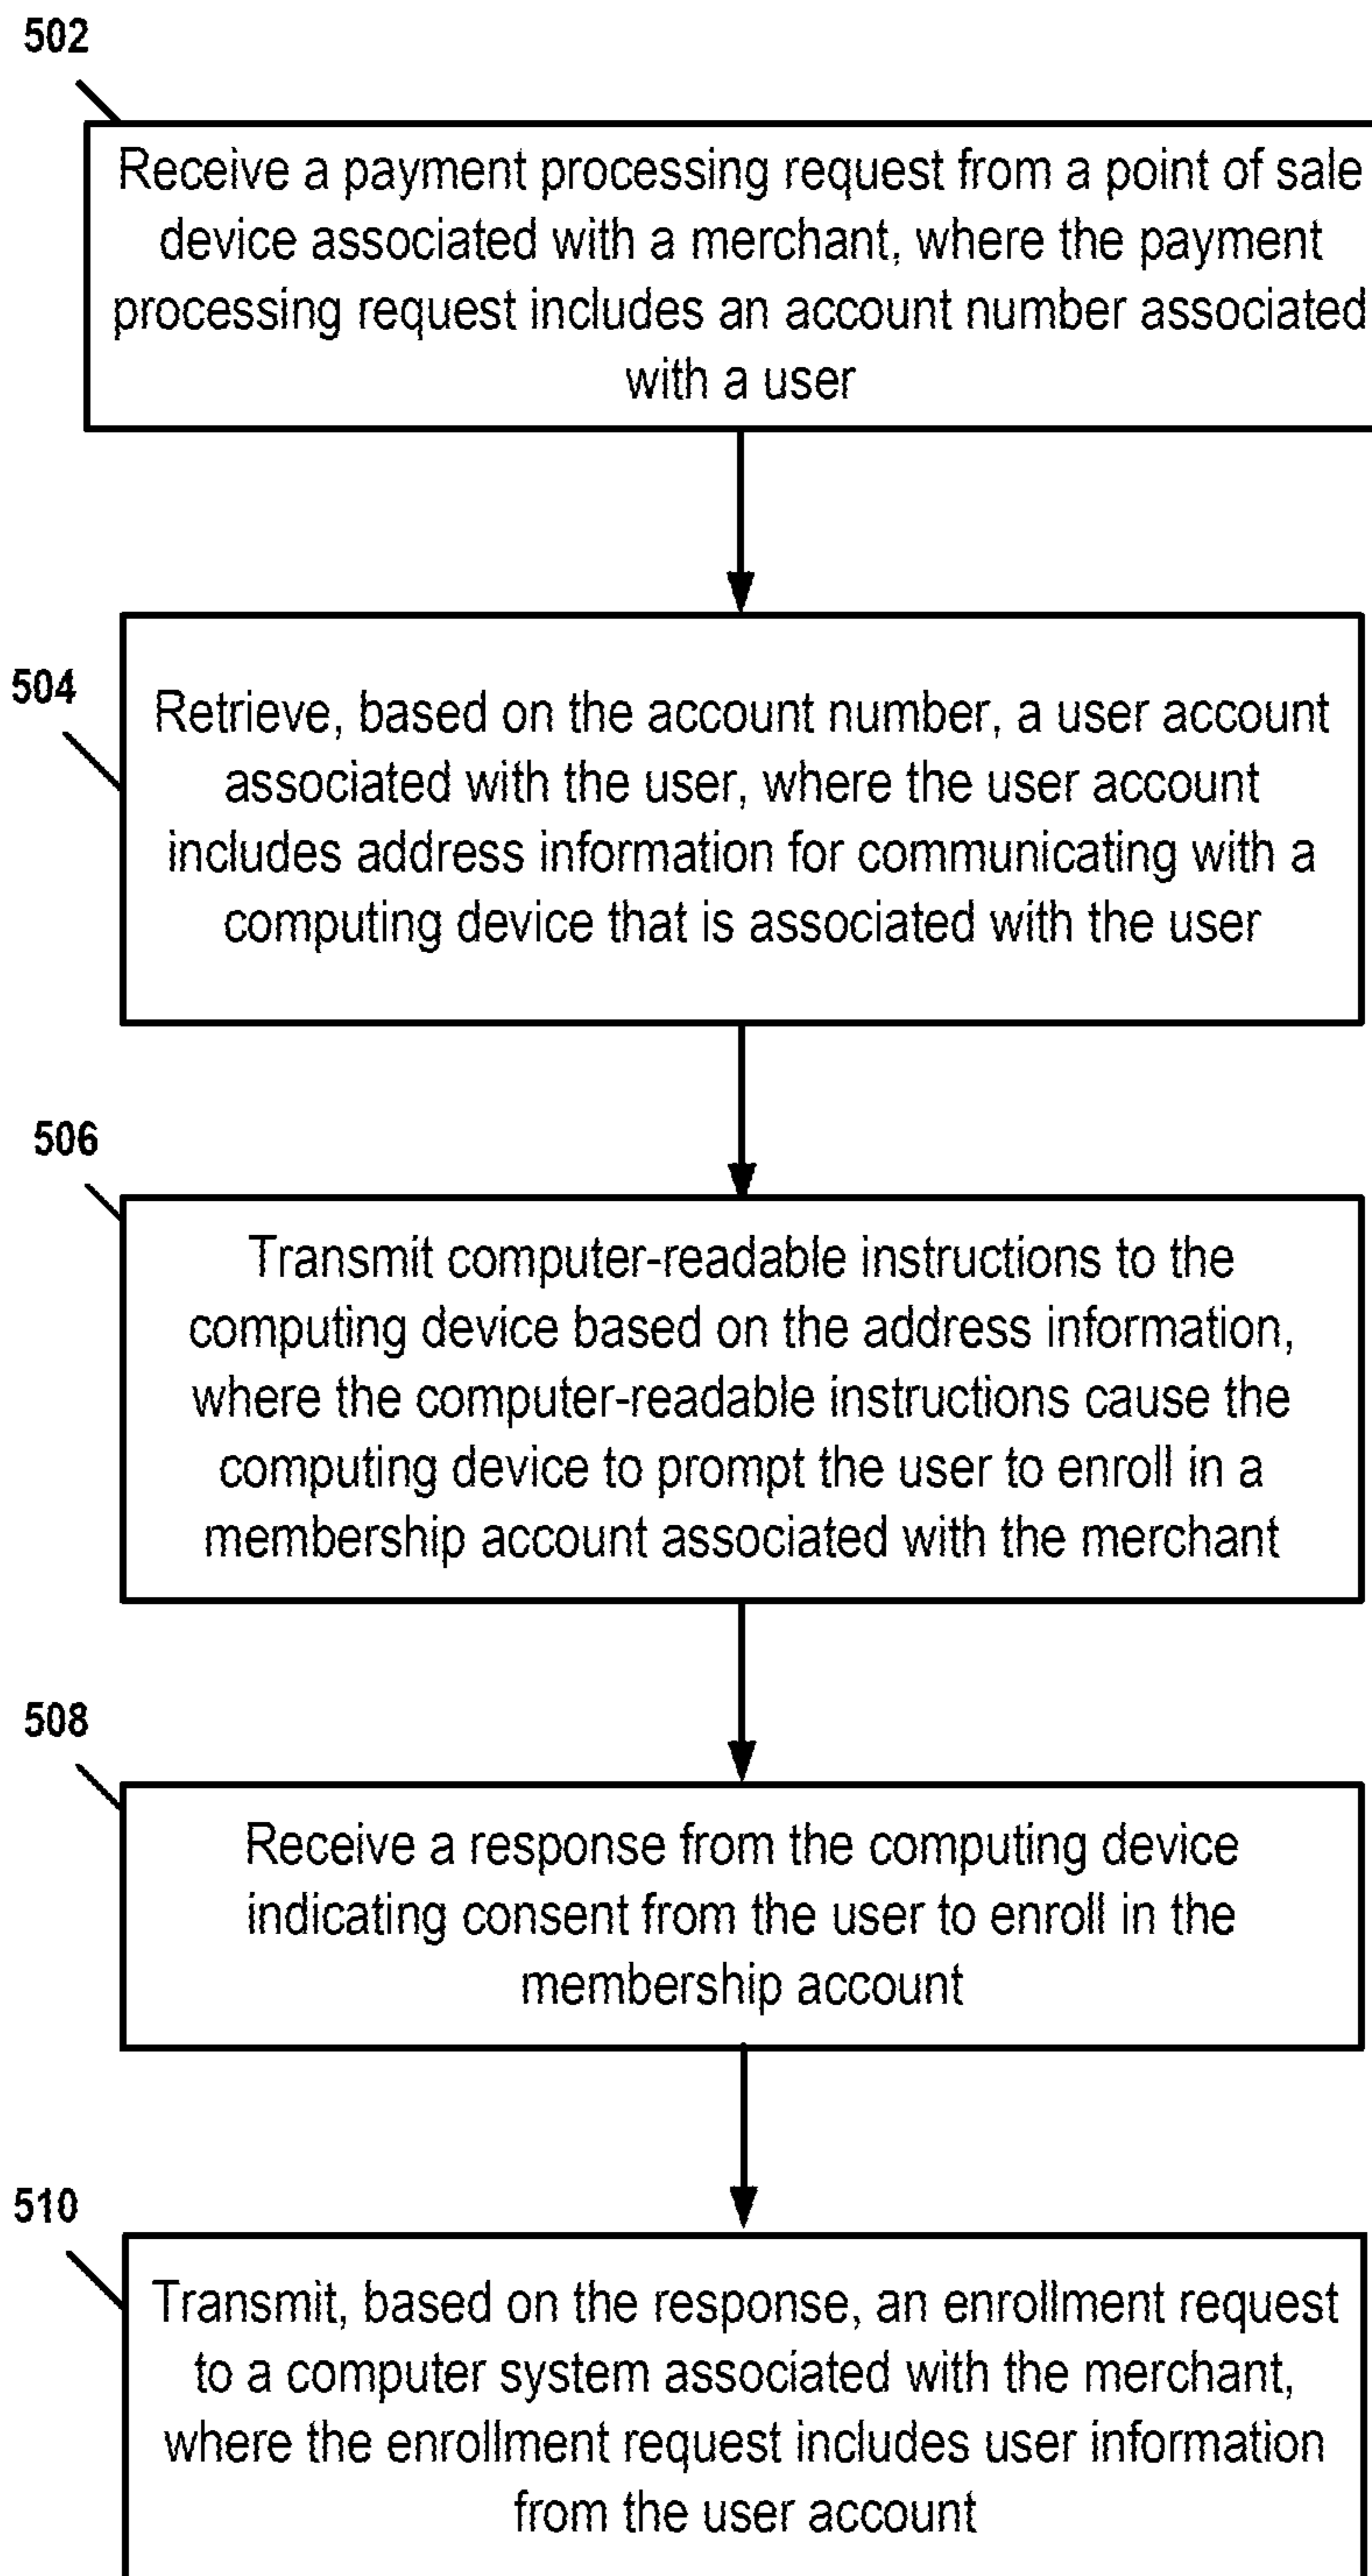 502
Receive a payment processing request from a point of sale
device associated with a merchant, where the payment
processing request includes an account number associated
with a user
504
Retrieve, based on the account number, a user account
associated with the user, where the user account
includes address information for communicating with a
computing device that is associated with the user
506
Transmit computer-readable instructions to the
computing device based on the address information,
where the computer-readable instructions cause the
computing device to prompt the user to enroll in a
membership account associated with the merchant
508
Receive a response from the computing device
indicating consent from the user to enroll in the
membership account
510
Transmit, based on the response, an enrollment request
to a computer system associated with the merchant,
where the enrollment request includes user information
from the user account